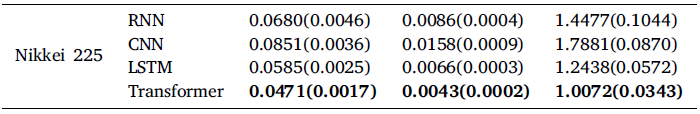 RNN 0.0680(0.0046) 0.0086(0.0004) 1.4477(0.1044)
CNN 0.0851(0.0036) 0.0158(0.0009) 1.7881(0.0870)
Nikkei 225
LSTM 0.0585(0.0025) 0.0066(0.0003) 1.2438(0.0572)
Transformer 0.0471(0.0017) 0.0043(0.0002) 1.0072(0.0343)